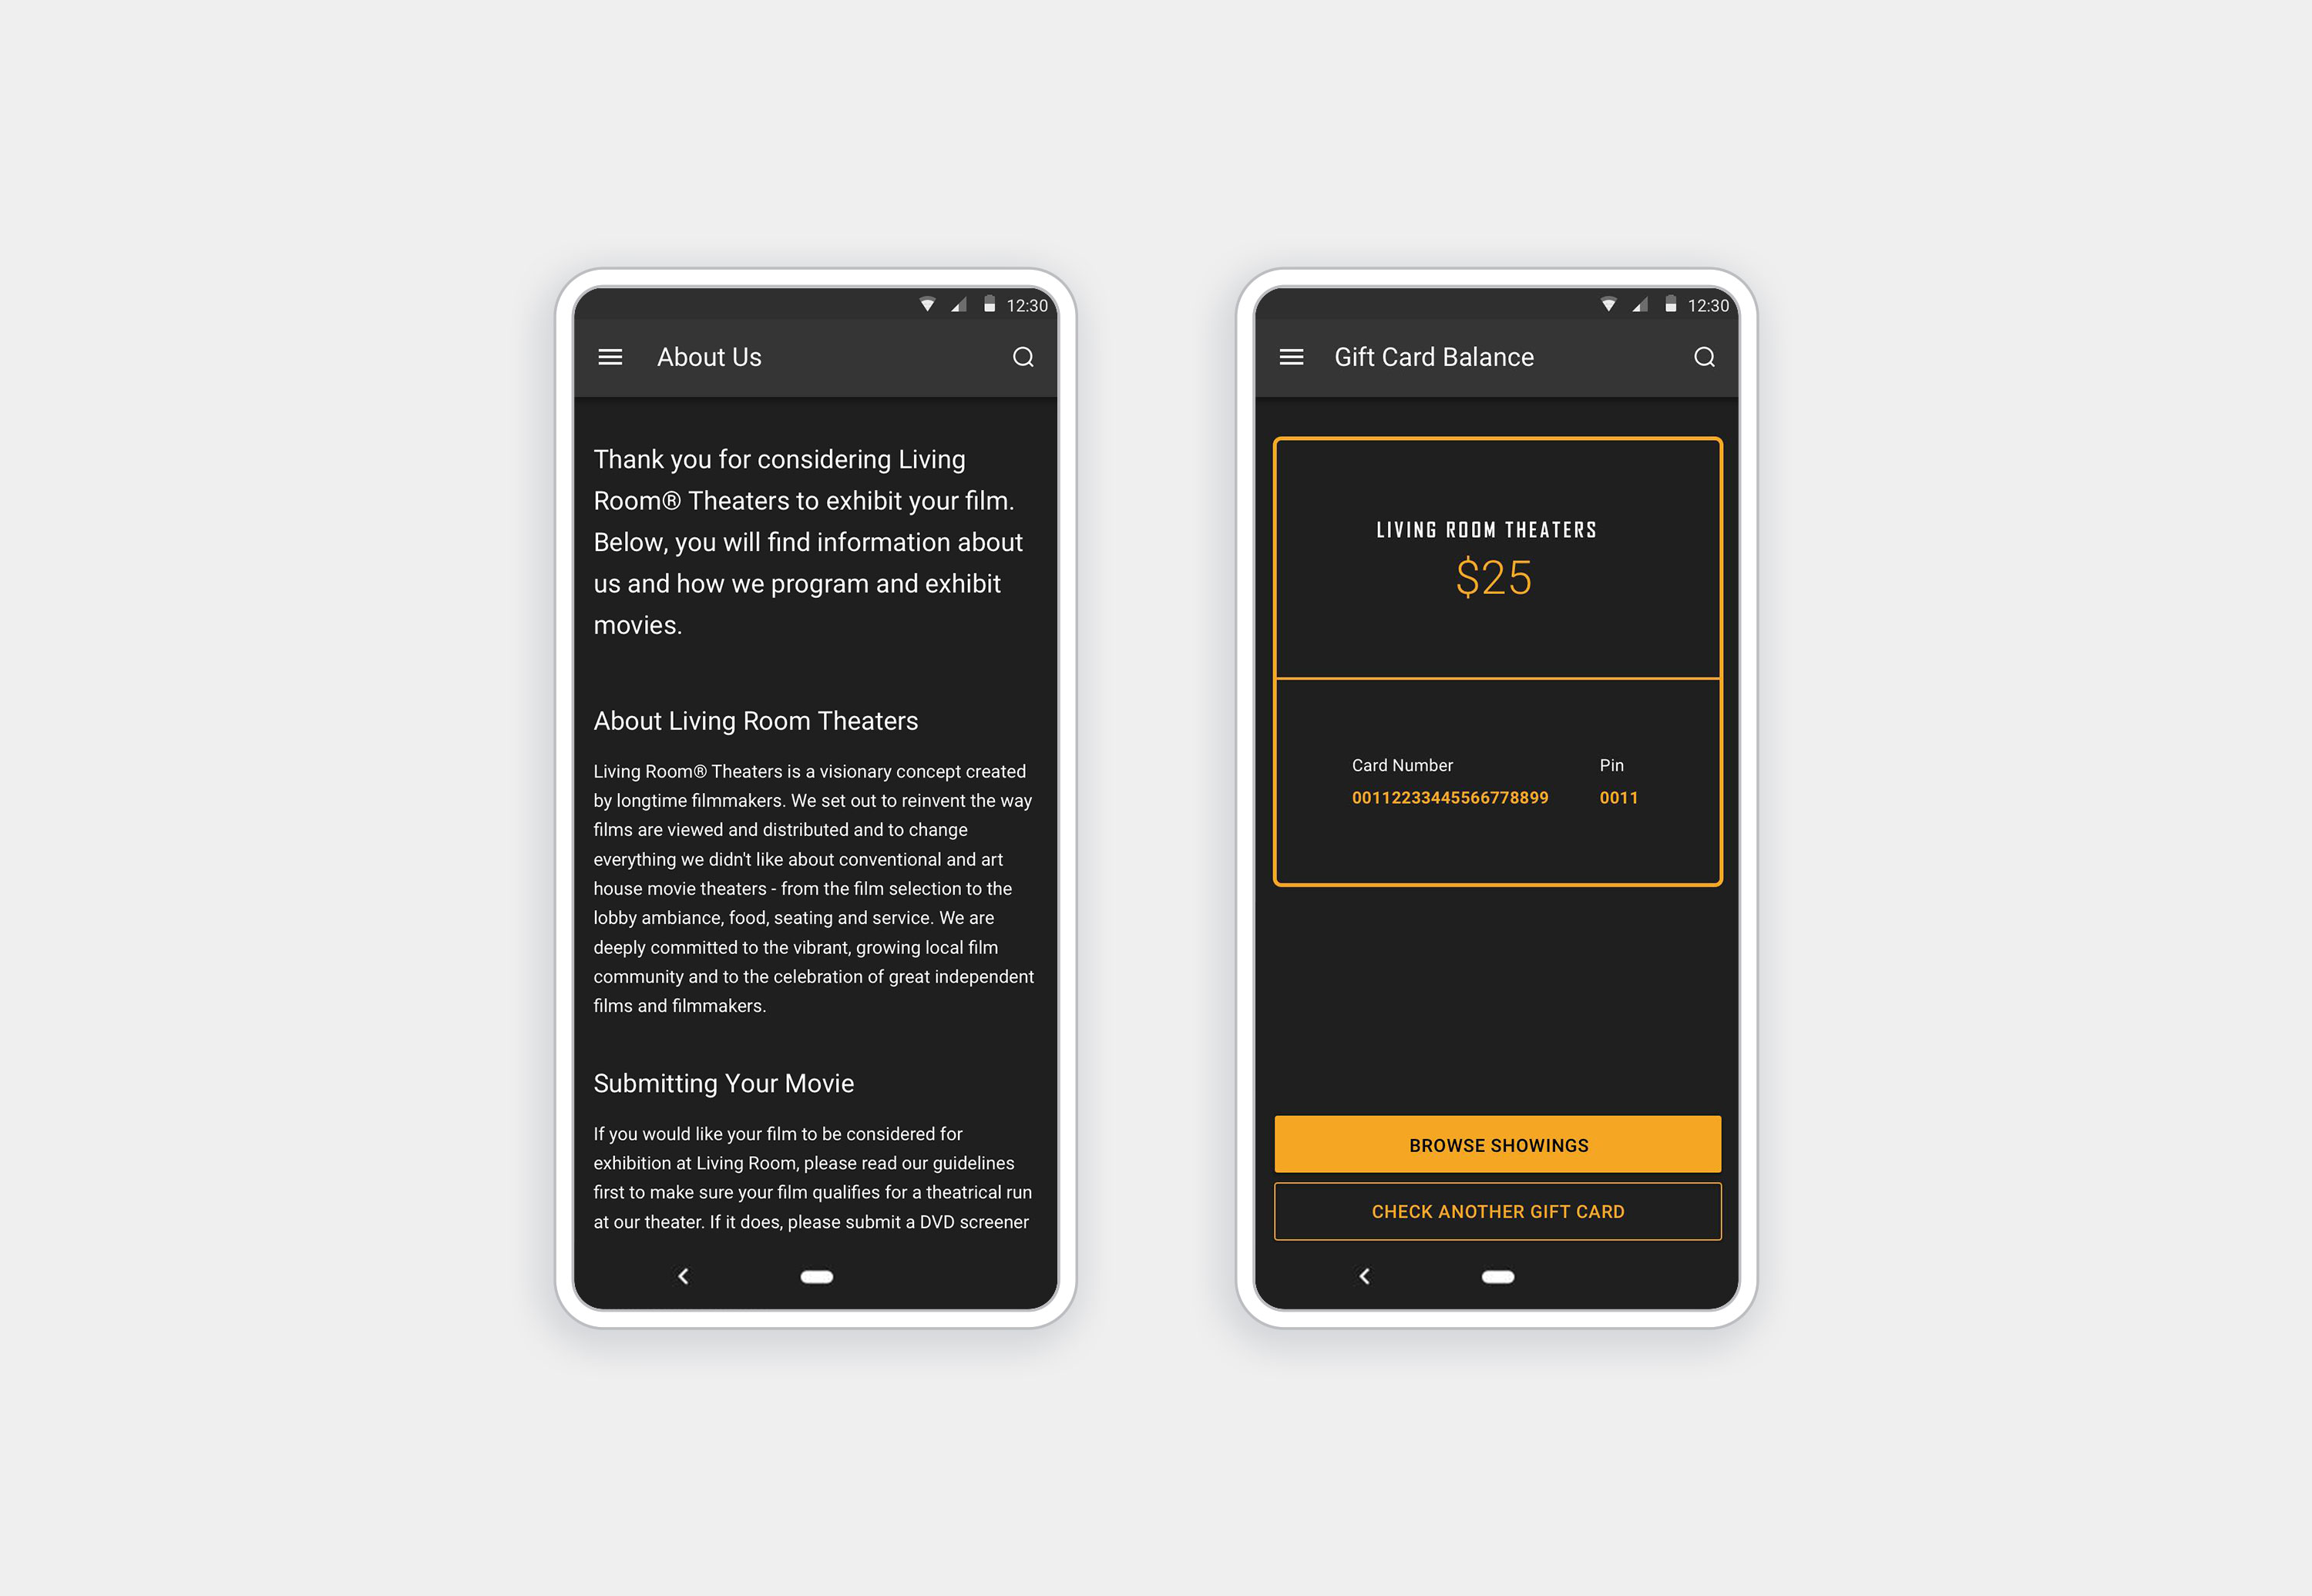 12:30
About Us
Thank you for considering Living
Room® Theaters to exhibit your film.
Below, you will find information about
us and how we program and exhibit
movies.
About Living Room Theaters
Living Room® Theaters is a visionary concept created
by longtime filmmakers. We set out to reinvent the way
films are viewed and distributed and to change
everything we didn't like about conventional and art
house movie theaters - from the film selection to the
lobby ambiance, food, seating and service. We are
deeply committed to the vibrant, growing local film
community and to the celebration of great independent
films and filmmakers.
Submitting Your Movie
If you would like your film to be considered for
exhibition at Living Room, please read our guidelines
first to make sure your film qualifies for a theatrical run
at our theater. If it does, please submit a DVD screener
12:30
Gift Card Balance
LIVING ROOM THEATERS
$25
Card Number Pin
00112233445566778899 0011
BROWSE SHOWINGS
CHECK ANOTHER GIFT CARD